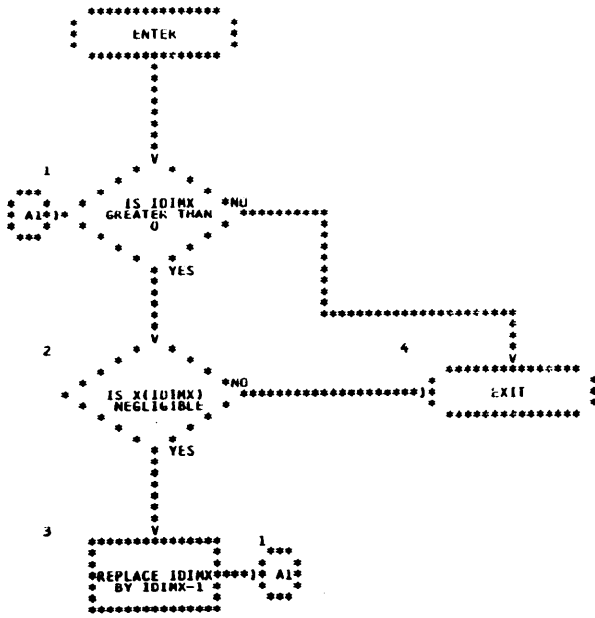 ENTER
1
A1
IS IDIMX
GREATER THAN
0
NO
YES
2
4
IS X(IDIMX)
NEGLIGIBLE
NO
EXIT
YES
3
1
REPLACE IDIMX
BY IDIMX-1
A1